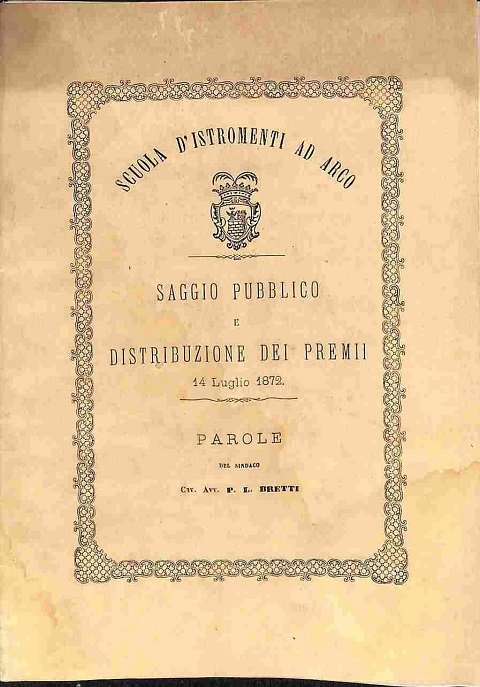 SCUOLA D'ISTROMENTI AD ARCO
SAGGIO PUBBLICO
E
DISTRIBUZIONE DEI PREMII
14 Luglio 1872.
PAROLE
DEL SINDACO
Cav. Avv. P. L. BRETTI